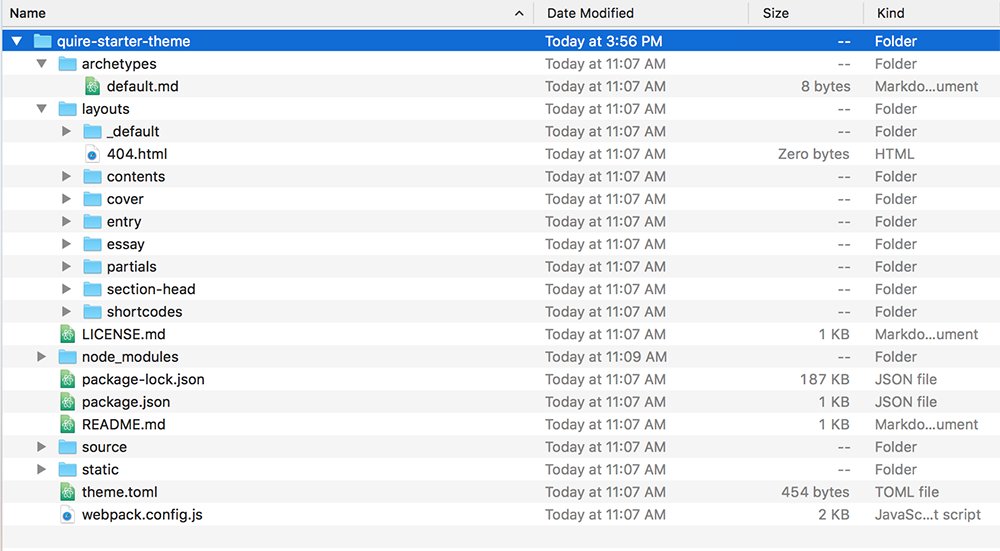 Name Date Modified Size Kind
quire-starter-theme Today at 3:56 PM -- Folder
archetypes Today at 11:07 AM -- Folder
default.md Today at 11:07 AM 8 bytes Markdo...ument
layouts Today at 11:07 AM -- Folder
_default Today at 11:07 AM -- Folder
404.html Today at 11:07 AM Zero bytes HTML
contents Today at 11:07 AM -- Folder
cover Today at 11:07 AM -- Folder
entry Today at 11:07 AM -- Folder
essay Today at 11:07 AM -- Folder
partials Today at 11:07 AM -- Folder
section-head Today at 11:07 AM -- Folder
shortcodes Today at 11:07 AM -- Folder
LICENSE.md Today at 11:07 AM 1 KB Markdo...ument
node_modules Today at 11:09 AM -- Folder
package-lock.json Today at 11:07 AM 187 KB JSON file
package.json Today at 11:07 AM 1 KB JSON file
README.md Today at 11:07 AM 1 KB Markdo...ument
source Today at 11:07 AM -- Folder
static Today at 11:07 AM -- Folder
theme.toml Today at 11:07 AM 454 bytes TOML file
webpack.config.js Today at 11:07 AM 2 KB JavaSc...t script